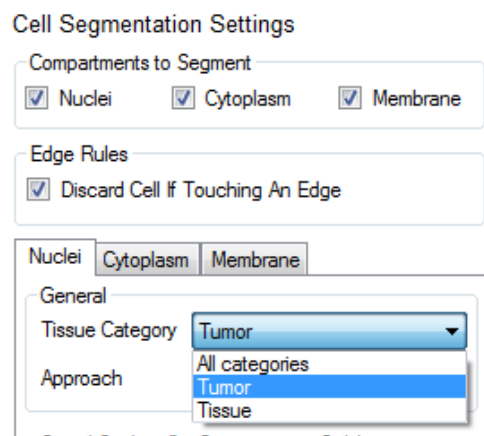 Cell Segmentation Settings
Compartments to Segment
Nuclei Cytoplasm Membrane
Edge Rules
Discard Cell If Touching An Edge
Nuclei Cytoplasm Membrane
General
Tissue Category Tumor
All categories
Approach
Tumor
Tissue